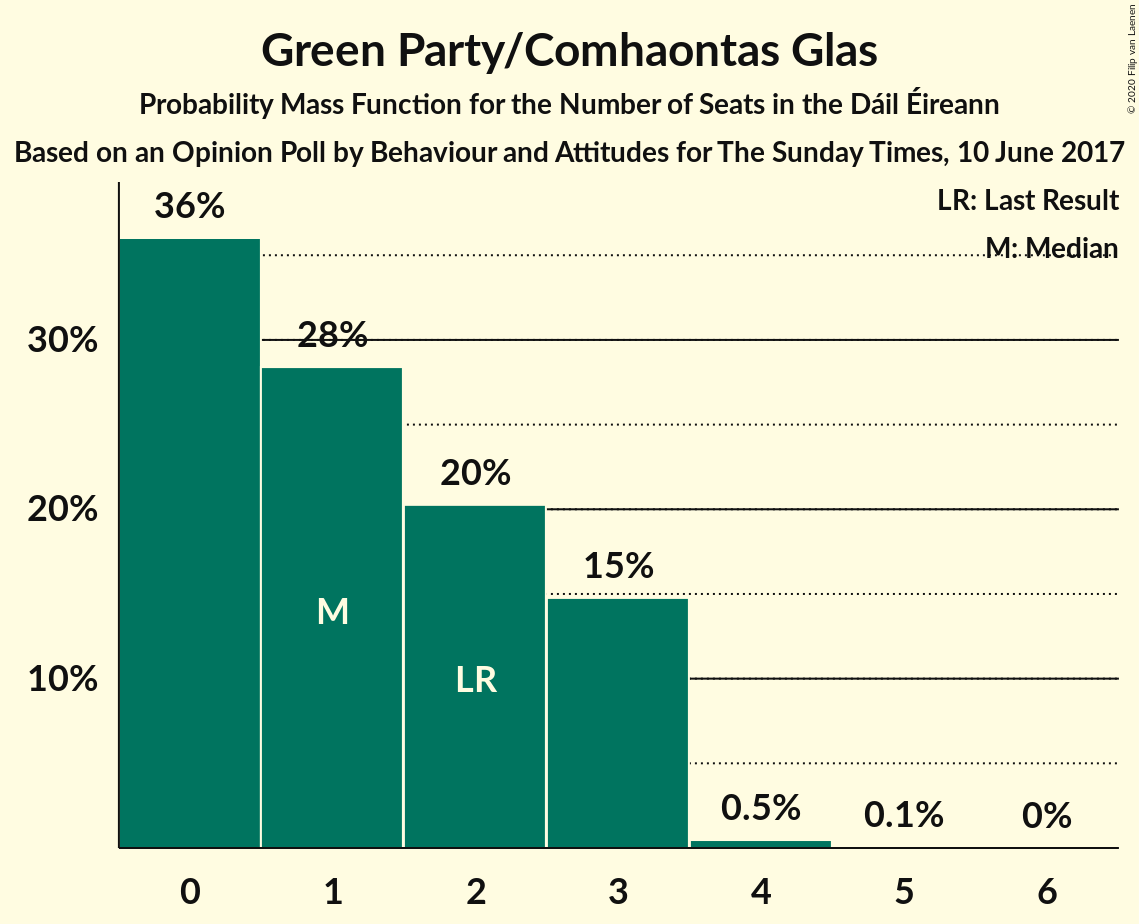 Green Party/Comhaontas Glas
Probability Mass Function for the Number of Seats in the Dáil Éireann
Based on an Opinion Poll by Behaviour and Attitudes for The Sunday Times, 10 June 2017
© 2020 Filip van Laenen
LR: Last Result
M: Median
36%
28%
20%
15%
0.5%
0.1%
0%
30%
20%
10%
M
LR
0 1 2 3 4 5 6